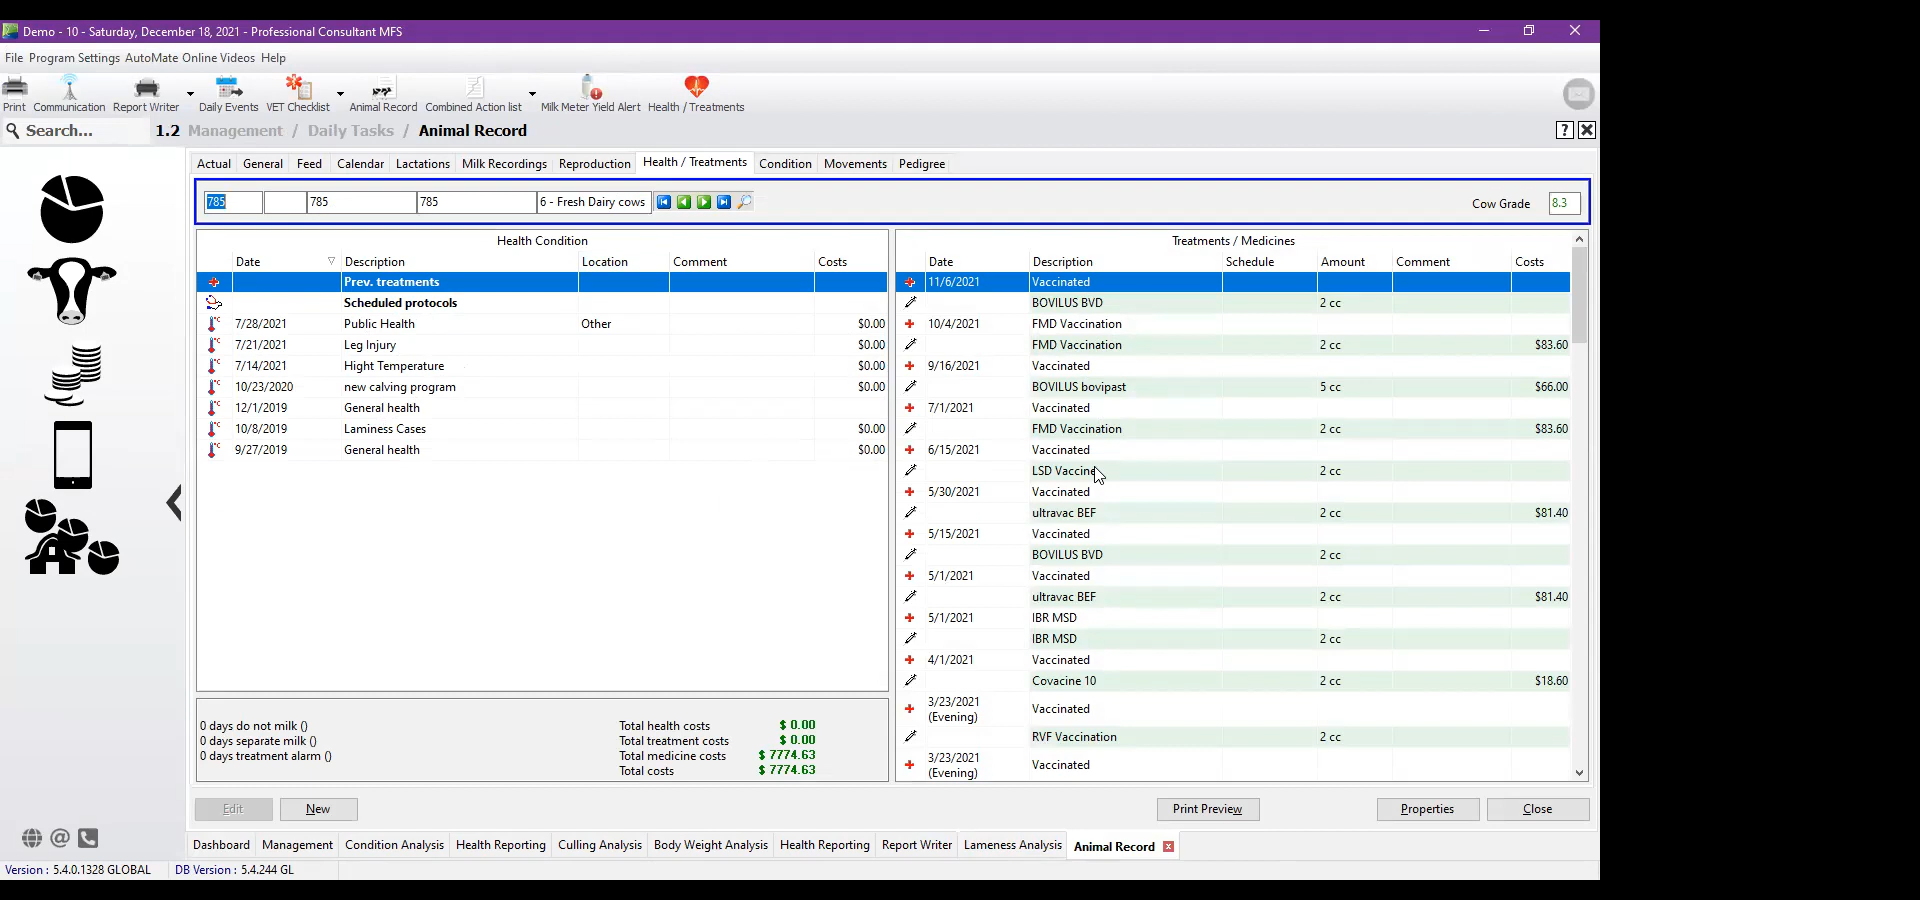 Demo - 10 - Saturday, December 18, 2021 - Professional Consultant MFS
File Program Settings AutoMate Online Videos Help
Print Communication Report Writer Daily Events VET Checklist Animal Record Combined Action list Milk Meter Yield Alert Health / Treatments
Search... 1.2 Management / Daily Tasks / Animal Record ?
Actual General Feed Calendar Lactations Milk Recordings Reproduction Health / Treatments Condition Movements Pedigree
785 785 785 6 - Fresh Dairy cows Cow Grade 8.3
Health Condition
Date Description Location Comment Costs
Prev. treatments
Scheduled protocols
7/28/2021 Public Health Other $0.00
7/21/2021 Leg Injury $0.00
7/14/2021 Hight Temperature $0.00
10/23/2020 new calving program $0.00
12/1/2019 General health
10/8/2019 Laminess Cases $0.00
9/27/2019 General health $0.00
0 days do not milk ()
0 days separate milk ()
0 days treatment alarm ()
Total health costs $ 0.00
Total treatment costs $ 0.00
Total medicine costs $ 7774.63
Total costs $ 7774.63
Treatments / Medicines
Date Description Schedule Amount Comment Costs
11/6/2021 Vaccinated
BOVILUS BVD 2 cc
10/4/2021 FMD Vaccination
FMD Vaccination 2 cc $83.60
9/16/2021 Vaccinated
BOVILUS bovipast 5 cc $66.00
7/1/2021 Vaccinated
FMD Vaccination 2 cc $83.60
6/15/2021 Vaccinated
LSD Vaccine 2 cc
5/30/2021 Vaccinated
ultravac BEF 2 cc $81.40
5/15/2021 Vaccinated
BOVILUS BVD 2 cc
5/1/2021 Vaccinated
ultravac BEF 2 cc $81.40
5/1/2021 IBR MSD
IBR MSD 2 cc
4/1/2021 Vaccinated
Covacine 10 2 cc $18.60
3/23/2021
(Evening) Vaccinated
RVF Vaccination 2 cc
3/23/2021
(Evening) Vaccinated
Edit New Print Preview Properties Close
Dashboard Management Condition Analysis Health Reporting Culling Analysis Body Weight Analysis Health Reporting Report Writer Lameness Analysis Animal Record
Version : 5.4.0.1328 GLOBAL DB Version : 5.4.244 GL